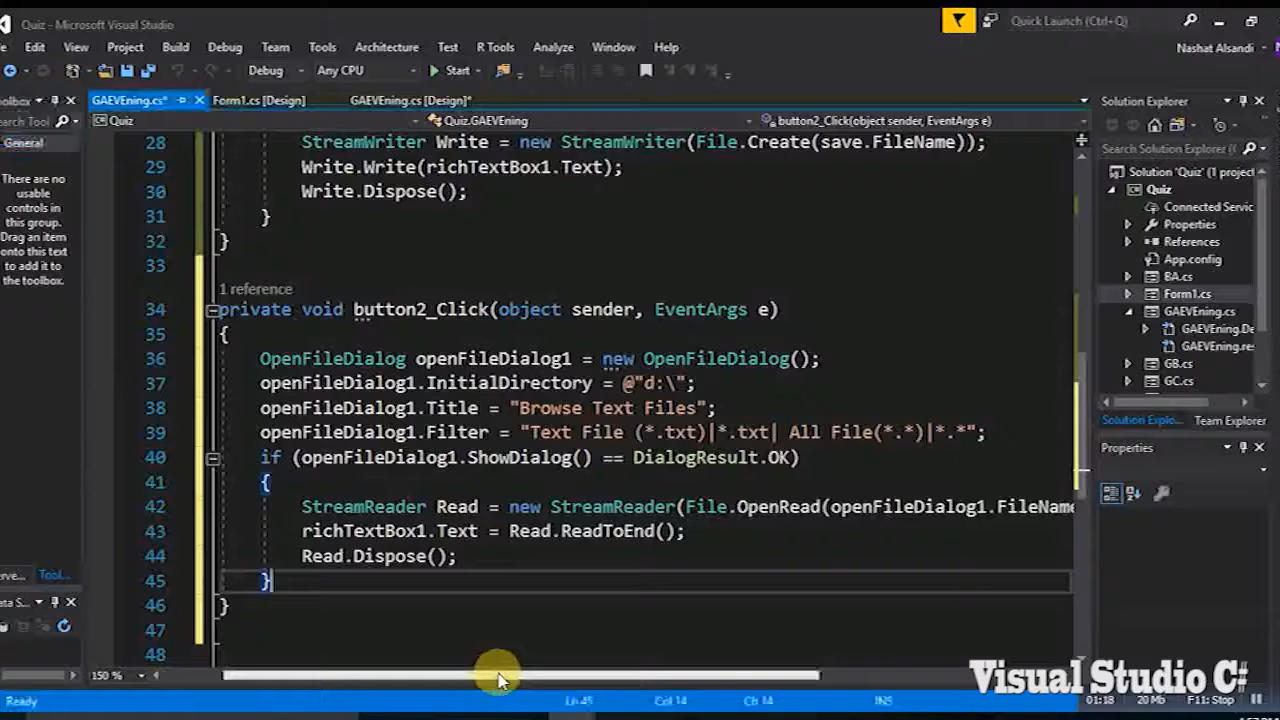 Quiz - Microsoft Visual Studio
Quick Launch (Ctrl+Q)
Edit View Project Build Debug Team Tools Architecture Test R Tools Analyze Window Help
Nashat Alsandi
Debug Any CPU Start
GAEVEning.cs* Form1.cs [Design] GAEVEning.cs [Design]*
Quiz Quiz.GAEVEning button2_Click(object sender, EventArgs e)
General
There are no
usable
controls in
this group.
Drag an item
onto this text
to add it to
the toolbox.
28 StreamWriter Write = new StreamWriter(File.Create(save.FileName));
29 Write.Write(richTextBox1.Text);
30 Write.Dispose();
31 }
32 }
33
1 reference
34 private void button2_Click(object sender, EventArgs e)
35 {
36 OpenFileDialog openFileDialog1 = new OpenFileDialog();
37 openFileDialog1.InitialDirectory = @"d:\";
38 openFileDialog1.Title = "Browse Text Files";
39 openFileDialog1.Filter = "Text File (*.txt)|*.txt| All File(*.*)|*.*";
40 if (openFileDialog1.ShowDialog() == DialogResult.OK)
41 {
42 StreamReader Read = new StreamReader(File.OpenRead(openFileDialog1.FileName
43 richTextBox1.Text = Read.ReadToEnd();
44 Read.Dispose();
45 }
46 }
47
48
150 %
Solution Explorer
Search Solution Explorer (Ctrl
Solution 'Quiz' (1 project
Quiz
Connected Servic
Properties
References
App.config
BA.cs
Form1.cs
GAEVEning.cs
GAEVEning.De
GAEVEning.res
GB.cs
GC.cs
Solution Explorer Team Explorer
Properties
Ready Ln 45 Col 14 Ch 14 INS
Visual Studio C#
01:18 20 Mb F11: Stop